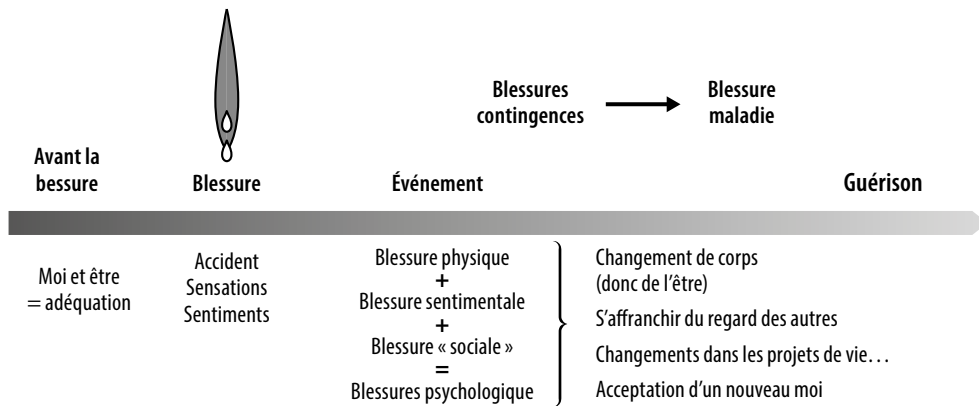 Blessures
contingences
Blessure
maladie
Avant la
bessure
Blessure
Événement
Guérison
Moi et être
= adéquation
Accident
Sensations
Sentiments
Blessure physique
+
Blessure sentimentale
+
Blessure « sociale »
=
Blessures psychologique
Changement de corps
(donc de l'être)
S'affranchir du regard des autres
Changements dans les projets de vie…
Acceptation d'un nouveau moi